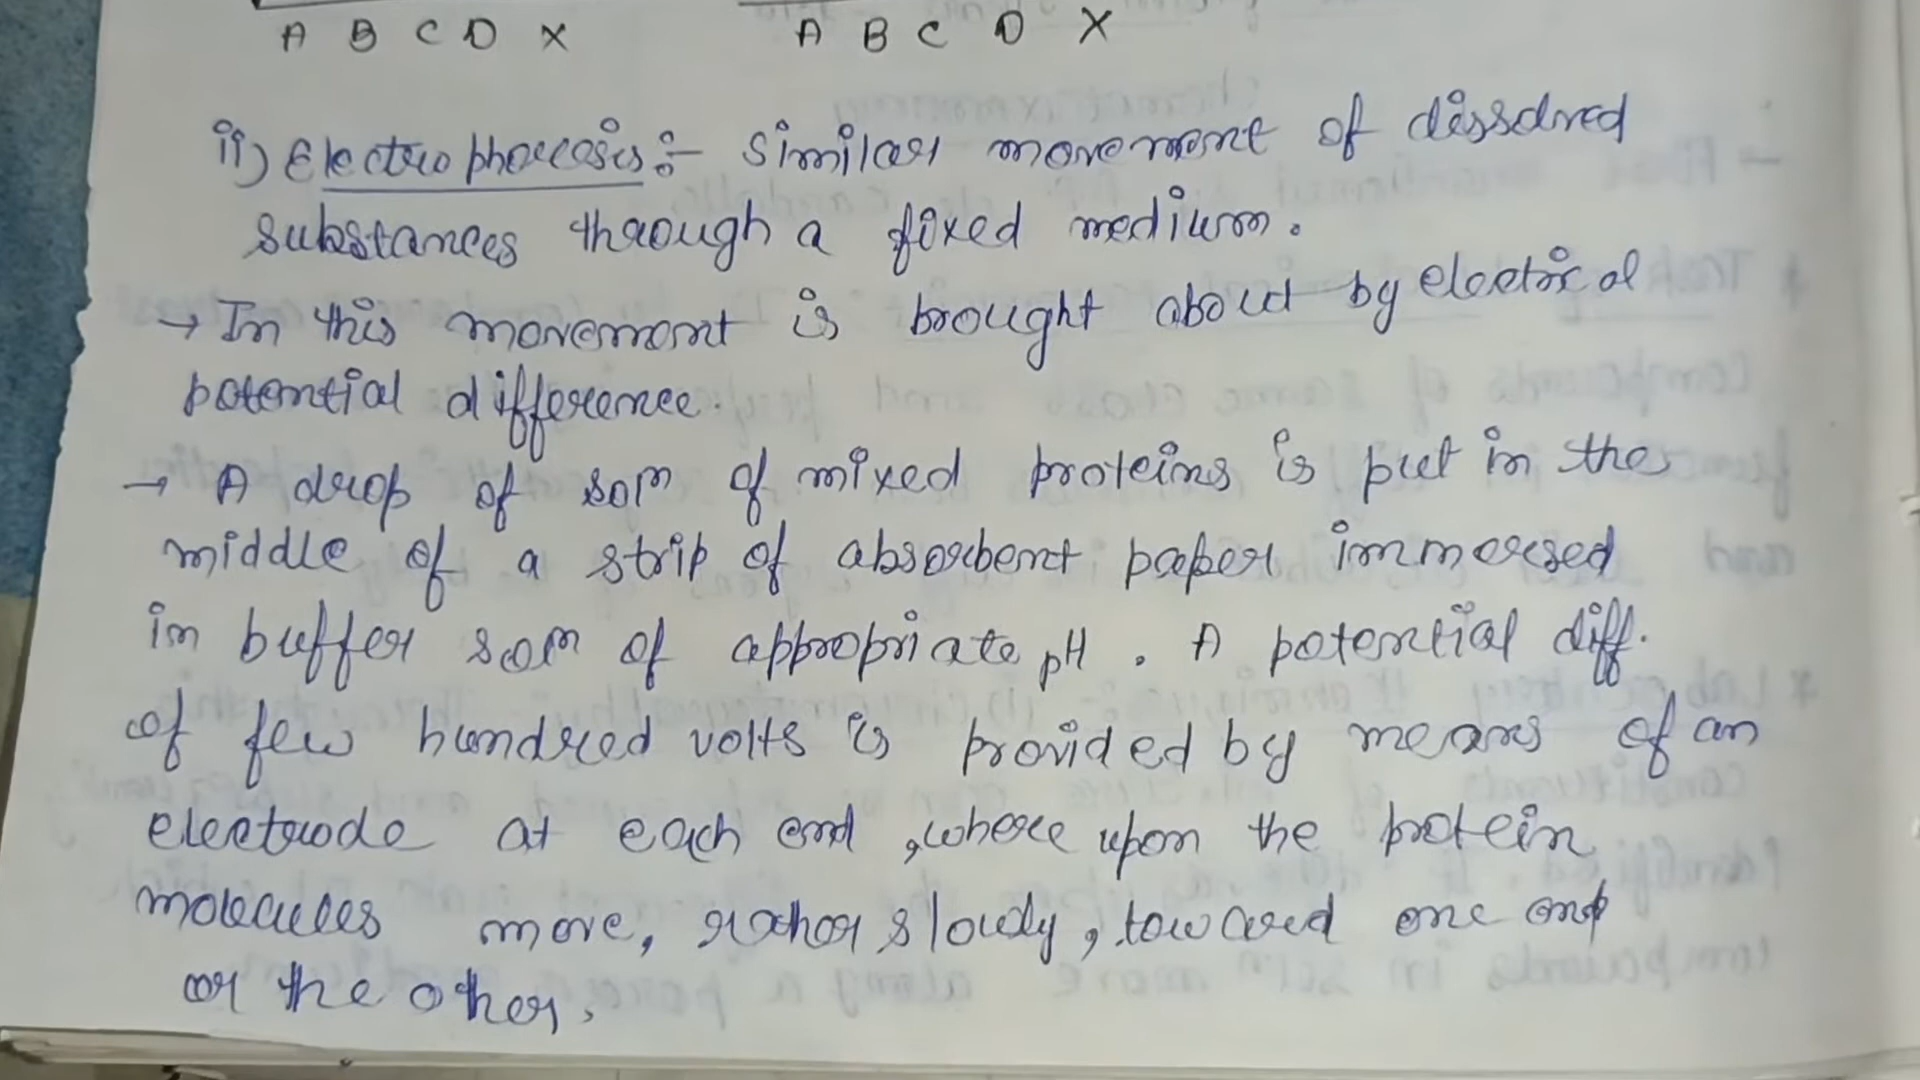 A B C D X A B C D X
ii) Electrophoresis:- Similar movement of dissolved
substances through a fixed medium.
→ In this movement is brought about by electrical
potential difference.
→ A drop of solⁿ of mixed proteins is put in the
middle of a strip of absorbent paper immersed
in buffer solⁿ of appropriate pH. A potential diff.
of few hundred volts is provided by means of an
electrode at each end, where upon the protein
molecules move, rather slowly, toward one end
or the other.